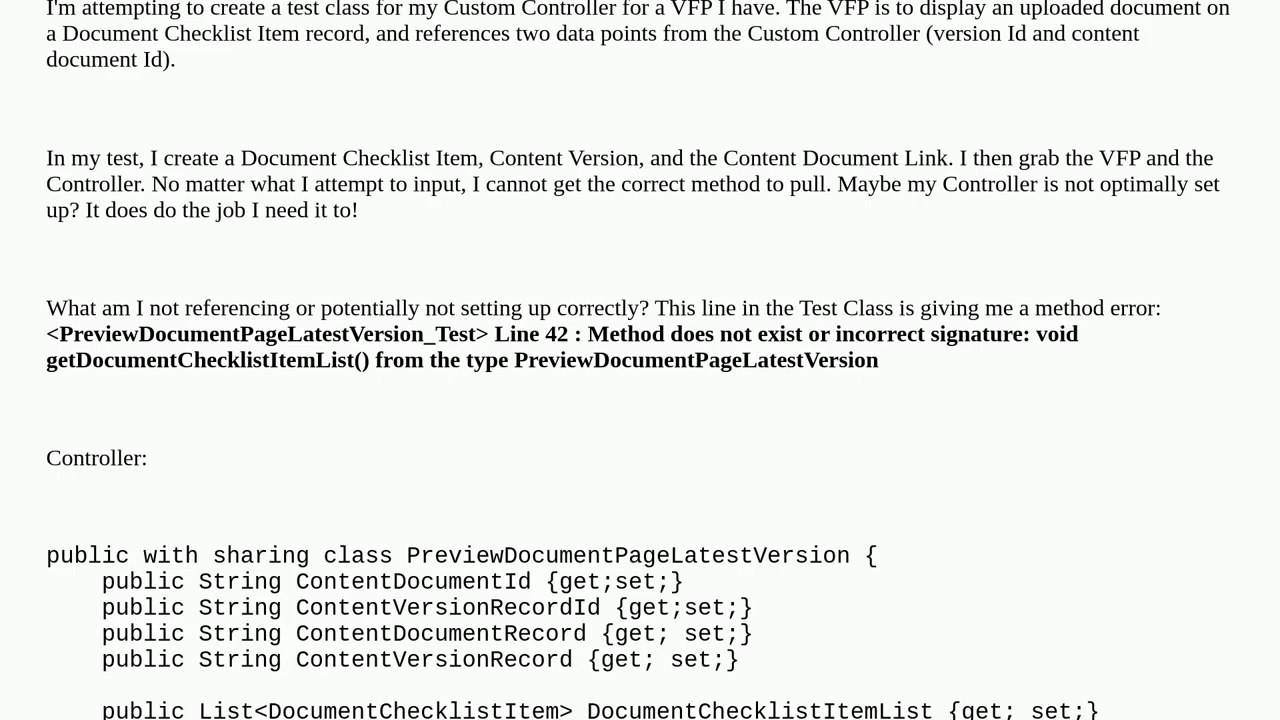 I'm attempting to create a test class for my Custom Controller for a VFP I have. The VFP is to display an uploaded document on
a Document Checklist Item record, and references two data points from the Custom Controller (version Id and content
document Id).
In my test, I create a Document Checklist Item, Content Version, and the Content Document Link. I then grab the VFP and the
Controller. No matter what I attempt to input, I cannot get the correct method to pull. Maybe my Controller is not optimally set
up? It does do the job I need it to!
What am I not referencing or potentially not setting up correctly? This line in the Test Class is giving me a method error:
<PreviewDocumentPageLatestVersion_Test> Line 42 : Method does not exist or incorrect signature: void
getDocumentChecklistItemList() from the type PreviewDocumentPageLatestVersion
Controller:
public with sharing class PreviewDocumentPageLatestVersion {
    public String ContentDocumentId {get;set;}
    public String ContentVersionRecordId {get;set;}
    public String ContentDocumentRecord {get; set;}
    public String ContentVersionRecord {get; set;}
    public List<DocumentChecklistItem> DocumentChecklistItemList {get; set;}